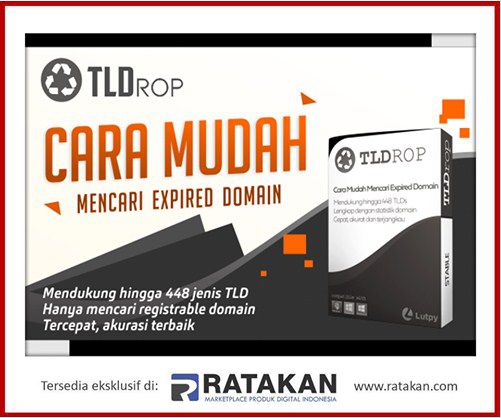 TLDROP
CARA MUDAH
MENCARI EXPIRED DOMAIN
Mendukung hingga 448 jenis TLD
Hanya mencari registrable domain
Tercepat, akurasi terbaik
TLDROP
Cara Mudah Mencari Expired Domain
Mendukung hingga 448 TLDs
Lengkap dengan statistik domain
Cepat, akurat dan terjangkau
Lutpy
TLDROP
STABLE
Tersedia eksklusif di:
RATAKAN
MARKETPLACE PRODUK DIGITAL INDONESIA
www.ratakan.com